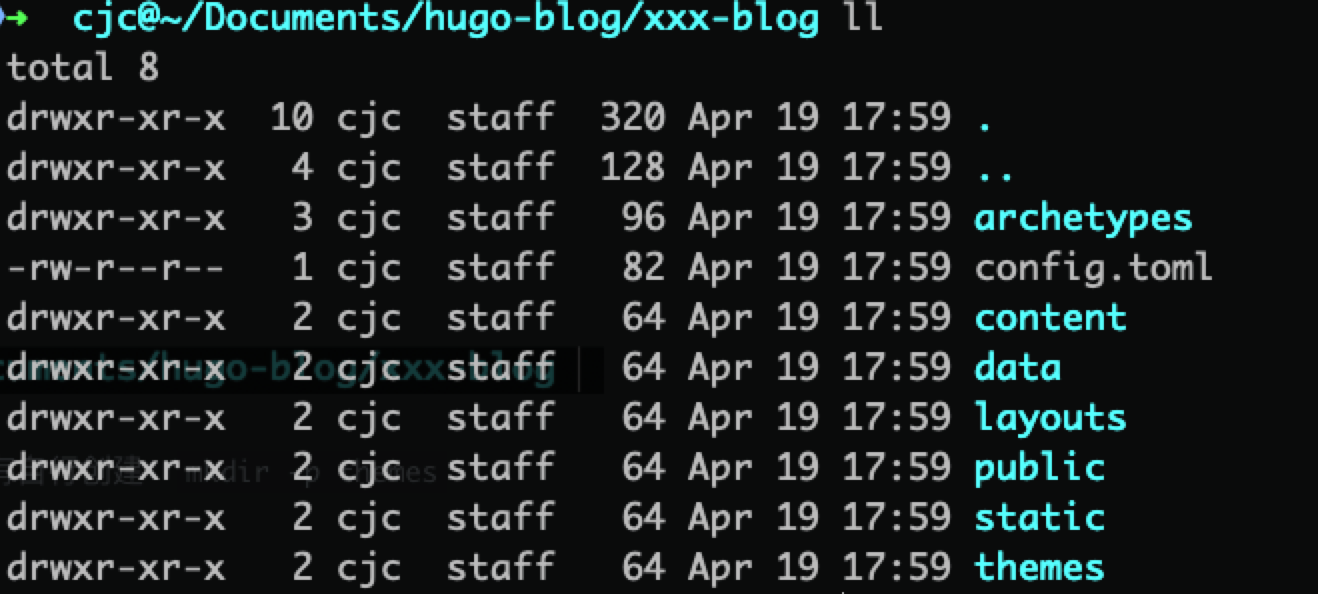 ➜ cjc@~/Documents/hugo-blog/xxx-blog ll
total 8
drwxr-xr-x 10 cjc staff 320 Apr 19 17:59 .
drwxr-xr-x 4 cjc staff 128 Apr 19 17:59 ..
drwxr-xr-x 3 cjc staff 96 Apr 19 17:59 archetypes
-rw-r--r-- 1 cjc staff 82 Apr 19 17:59 config.toml
drwxr-xr-x 2 cjc staff 64 Apr 19 17:59 content
drwxr-xr-x 2 cjc staff 64 Apr 19 17:59 data
drwxr-xr-x 2 cjc staff 64 Apr 19 17:59 layouts
drwxr-xr-x 2 cjc staff 64 Apr 19 17:59 public
drwxr-xr-x 2 cjc staff 64 Apr 19 17:59 static
drwxr-xr-x 2 cjc staff 64 Apr 19 17:59 themes